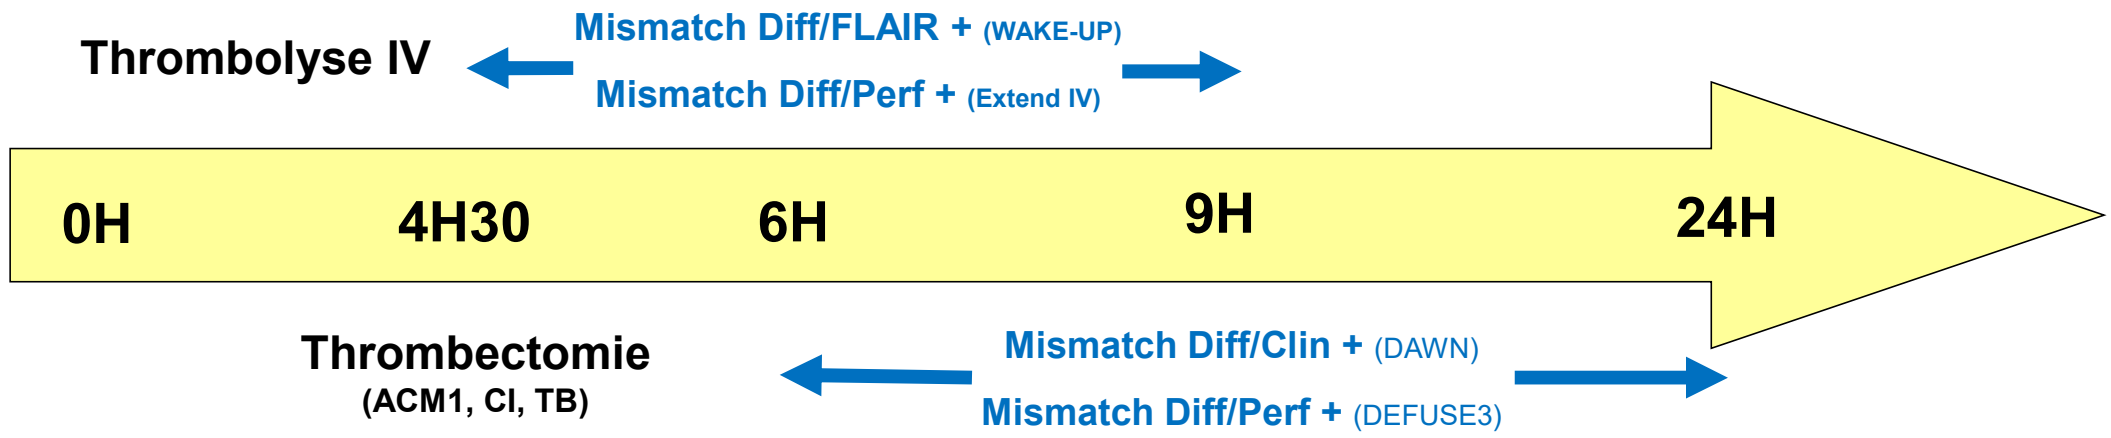 Mismatch Diff/FLAIR + (WAKE-UP)
Thrombolyse IV
Mismatch Diff/Perf + (Extend IV)
0H 4H30 6H 9H 24H
Thrombectomie
(ACM1, CI, TB)
Mismatch Diff/Clin + (DAWN)
Mismatch Diff/Perf + (DEFUSE3)